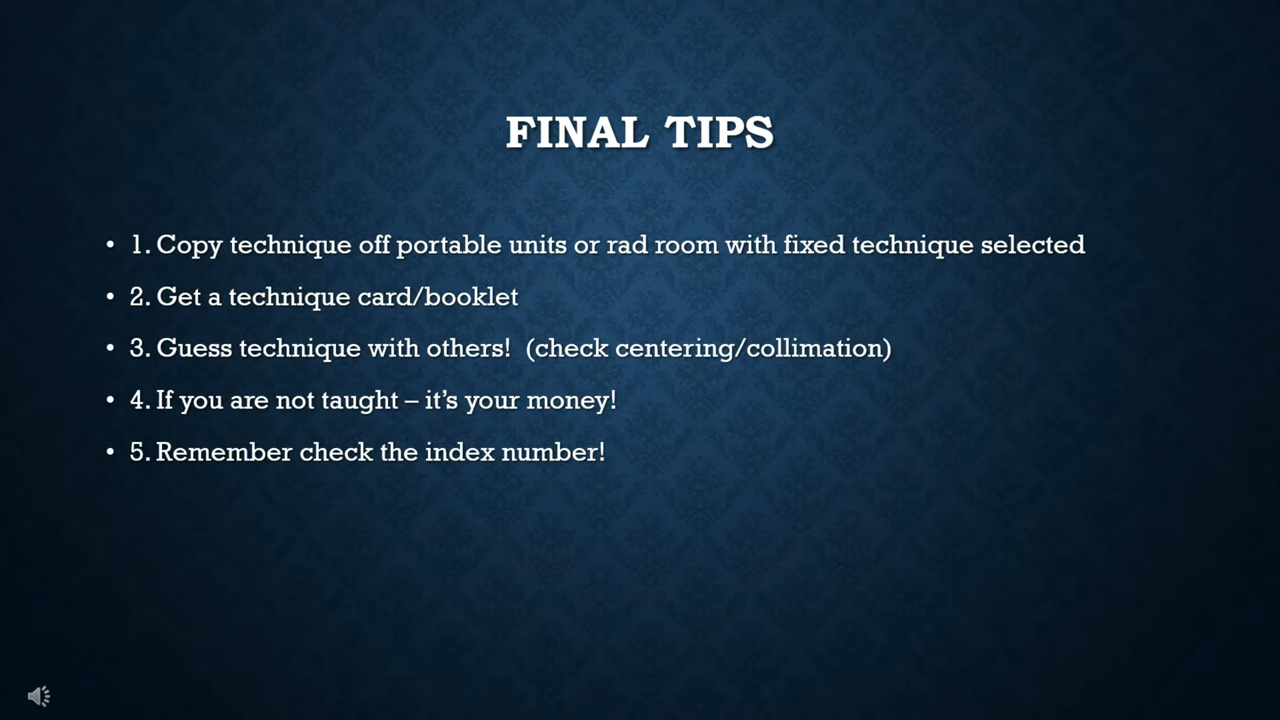 FINAL TIPS
• 1. Copy technique off portable units or rad room with fixed technique selected
• 2. Get a technique card/booklet
• 3. Guess technique with others!  (check centering/collimation)
• 4. If you are not taught – it's your money!
• 5. Remember check the index number!